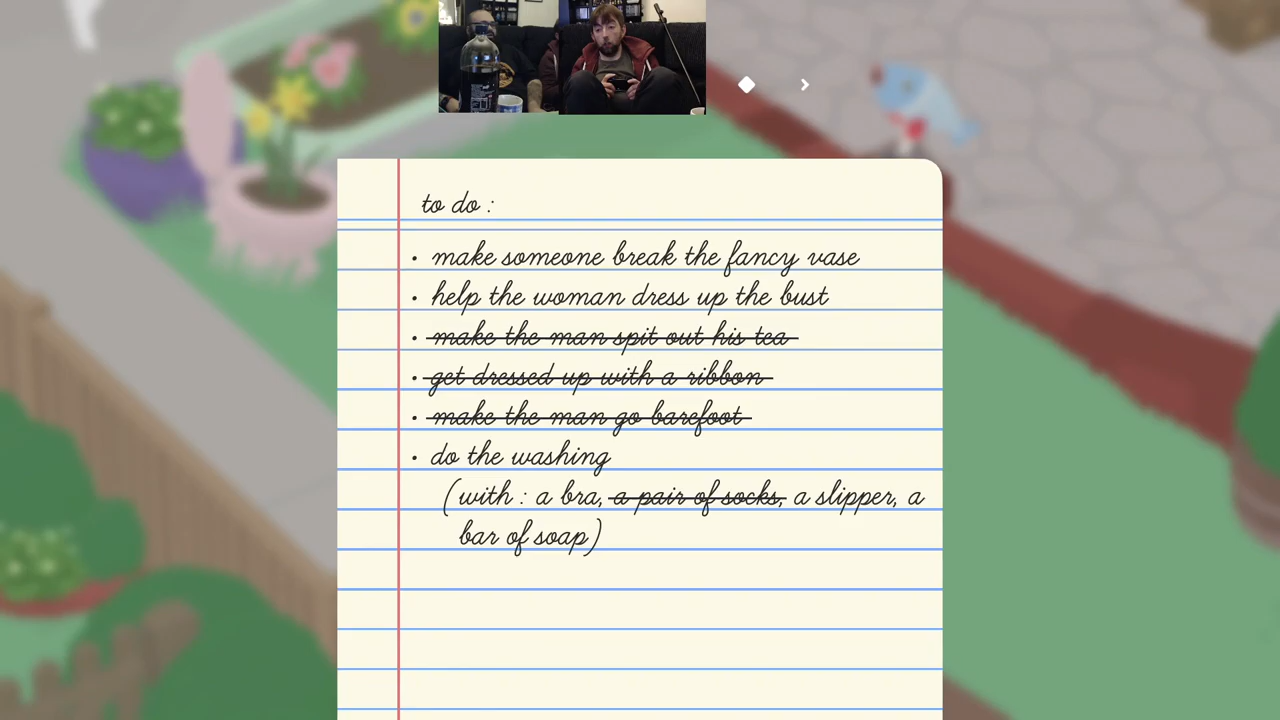 to do :
• make someone break the fancy vase
• help the woman dress up the bust
• make the man spit out his tea
• get dressed up with a ribbon
• make the man go barefoot
• do the washing
(with : a bra, a pair of socks, a slipper, a
bar of soap)